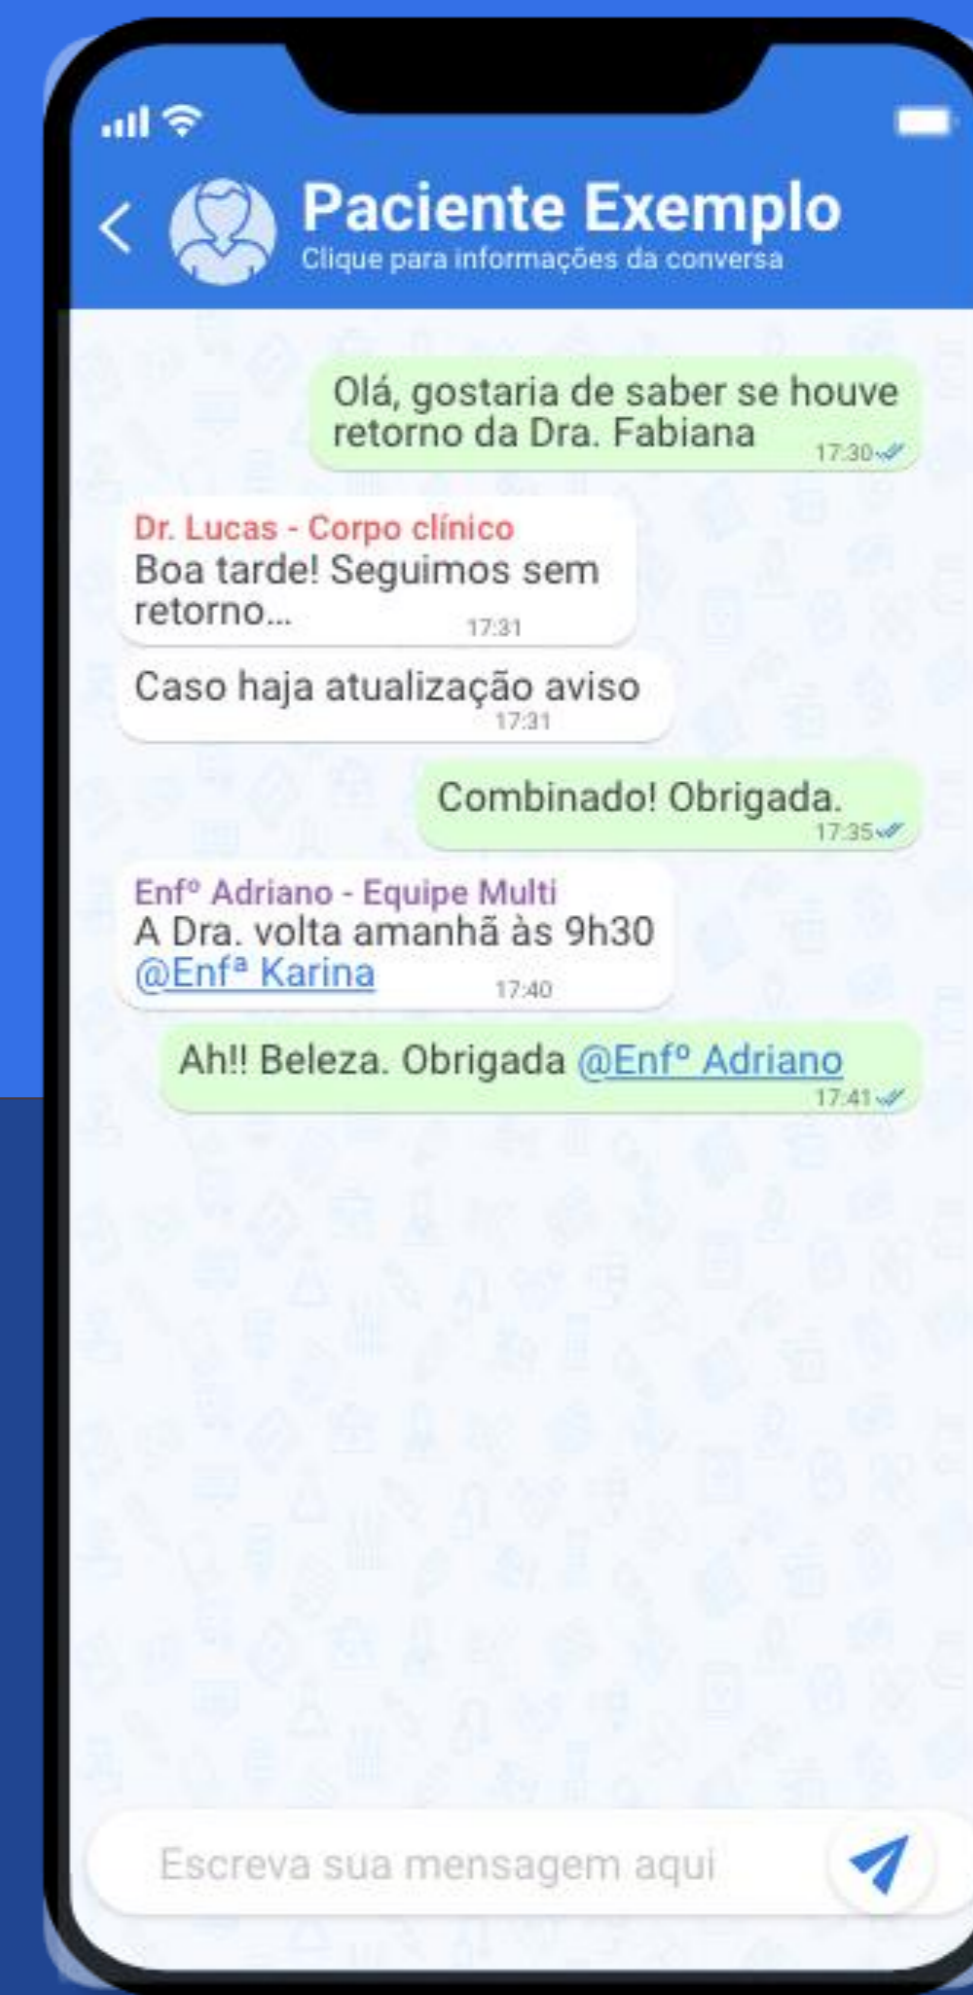 Paciente Exemplo
Clique para informações da conversa
Olá, gostaria de saber se houve
retorno da Dra. Fabiana
17:30
Dr. Lucas - Corpo clínico
Boa tarde! Seguimos sem
retorno...
17:31
Caso haja atualização aviso
17:31
Combinado! Obrigada.
17:35
Enfº Adriano - Equipe Multi
A Dra. volta amanhã às 9h30
@Enfª Karina
17:40
Ah!! Beleza. Obrigada @Enfº Adriano
17:41
Escreva sua mensagem aqui